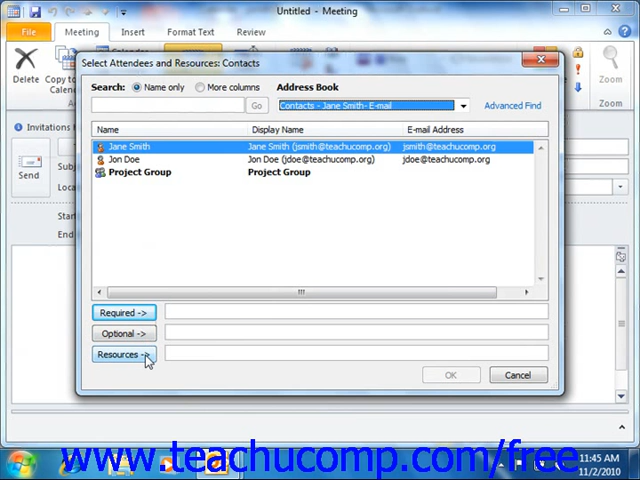 Untitled - Meeting
File Meeting Insert Format Text Review
Delete
Copy to
Calen
Zoom
Zoom
Select Attendees and Resources: Contacts
Search: Name only More columns Address Book
Go Contacts - Jane Smith- E-mail Advanced Find
Name Display Name E-mail Address
Jane Smith Jane Smith (jsmith@teachucomp.org) jsmith@teachucomp.org
Jon Doe Jon Doe (jdoe@teachucomp.org) jdoe@teachucomp.org
Project Group Project Group
Invitations
Send
Subj
Loca
Start
End
Required ->
Optional ->
Resources ->
OK Cancel
www.teachucomp.com/free
11:45 AM
11/2/2010